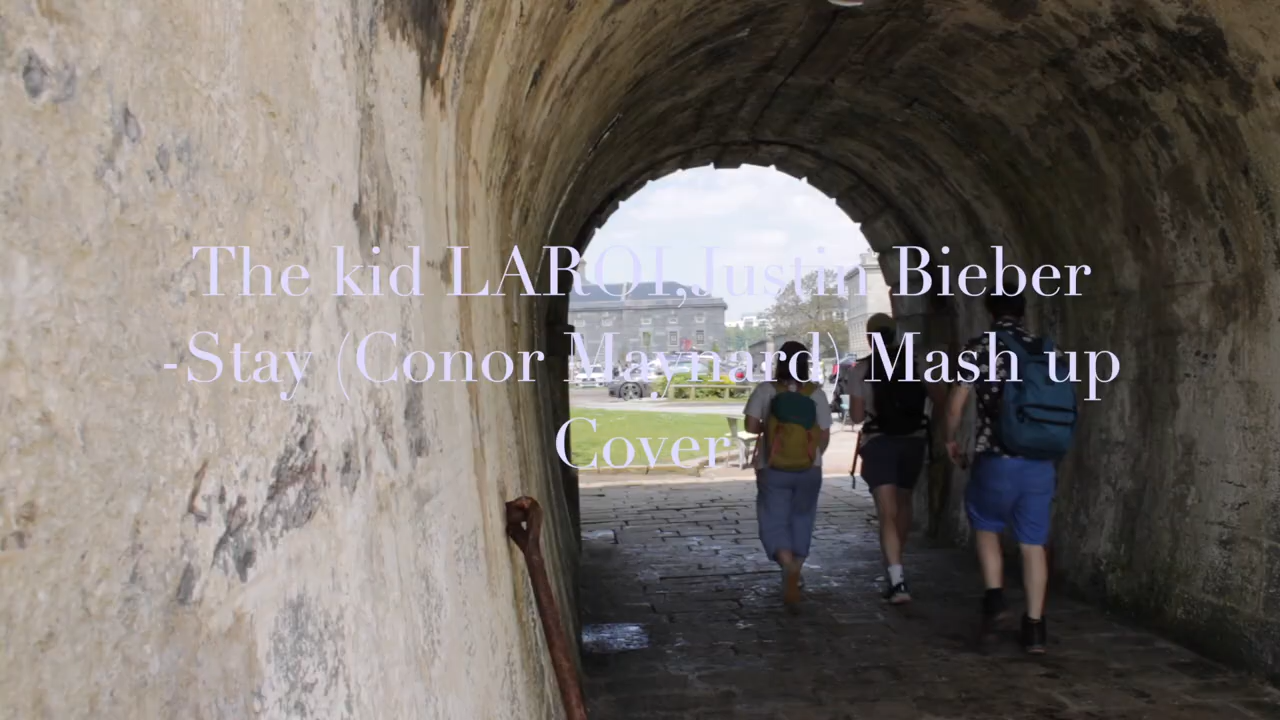 The kid LAROI,Justin Bieber
-Stay (Conor Maynard) Mash up
Cover